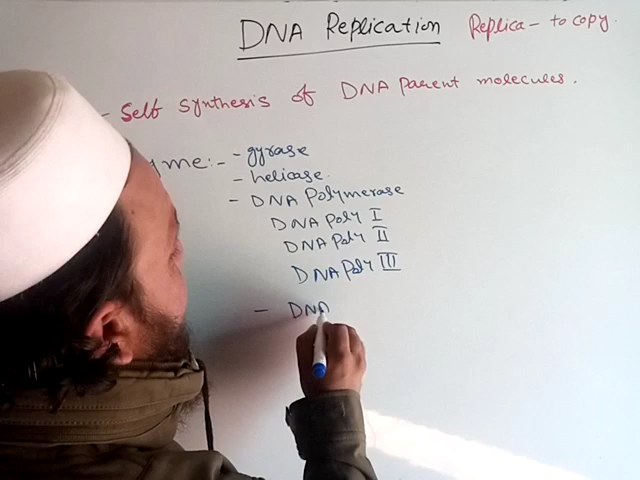 DNA Replication Replica - to copy.
- Self synthesis of DNA parent molecules.
yme:- - gyrase
- helicase.
- DNA Polymerase
DNA Poly I
DNA Poly II
DNA Poly III
- DNA